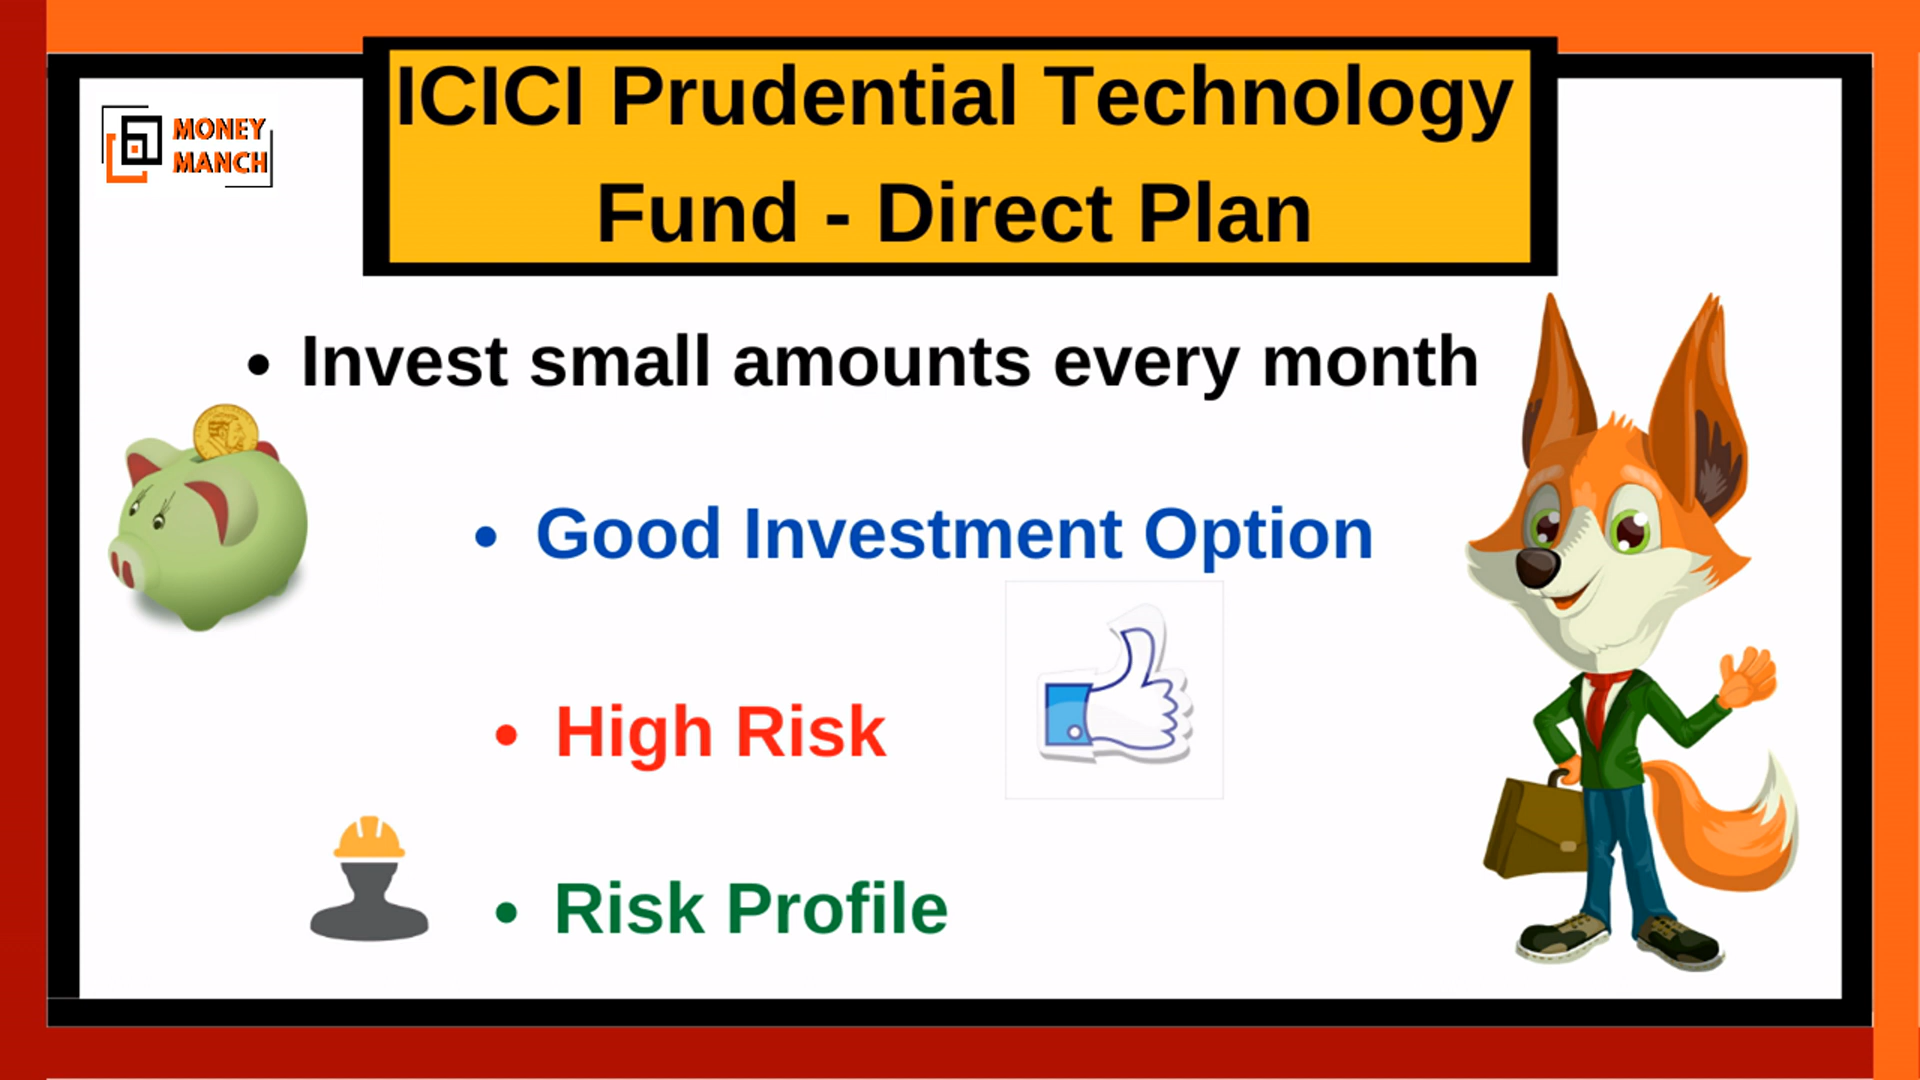 MONEY
MANCH
ICICI Prudential Technology
Fund - Direct Plan
• Invest small amounts every month
• Good Investment Option
• High Risk
• Risk Profile